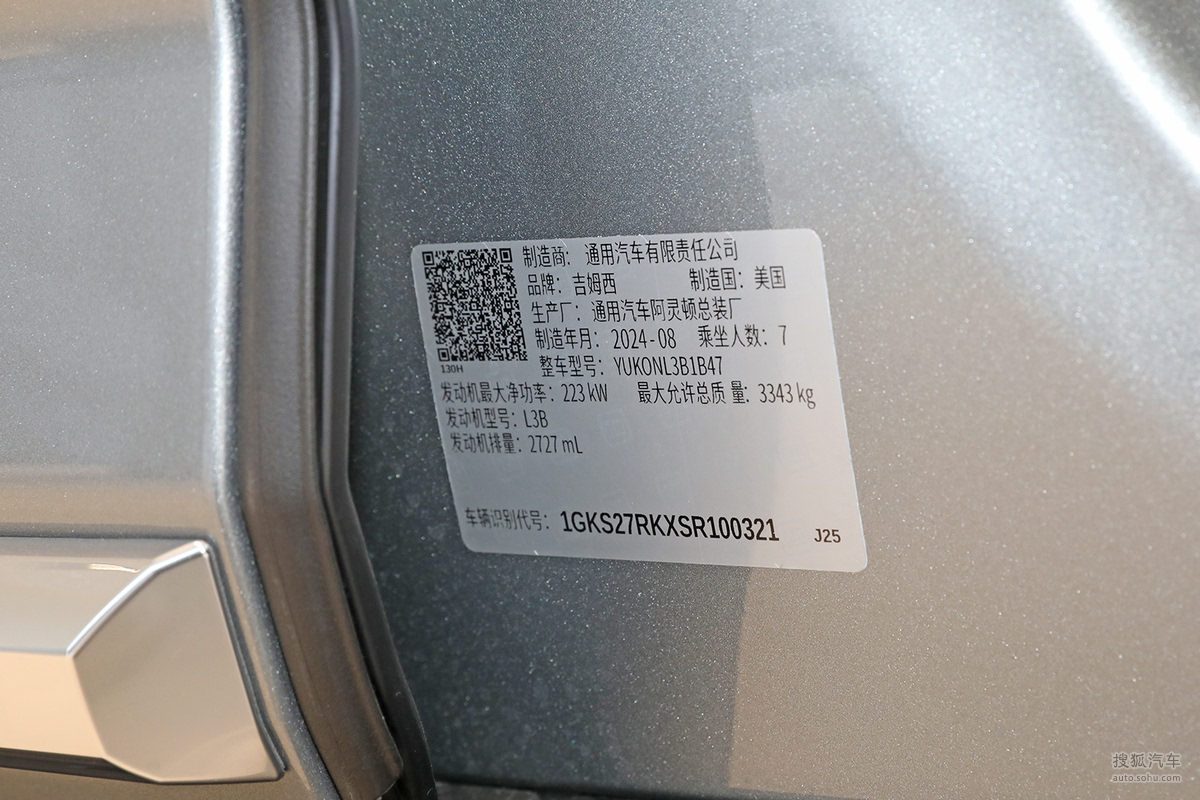 制造商： 通用汽车有限责任公司
品牌： 吉姆西 制造国： 美国
生产厂： 通用汽车阿灵顿总装厂
制造年月： 2024-08 乘坐人数： 7
130H
整车型号： YUKONL3B1B47
发动机最大净功率： 223 kW 最大允许总质 量: 3343 kg
发动机型号： L3B
发动机排量： 2727 mL
车辆识别代号： 1GKS27RKXSR100321 J25
搜狐汽车
auto.sohu.com